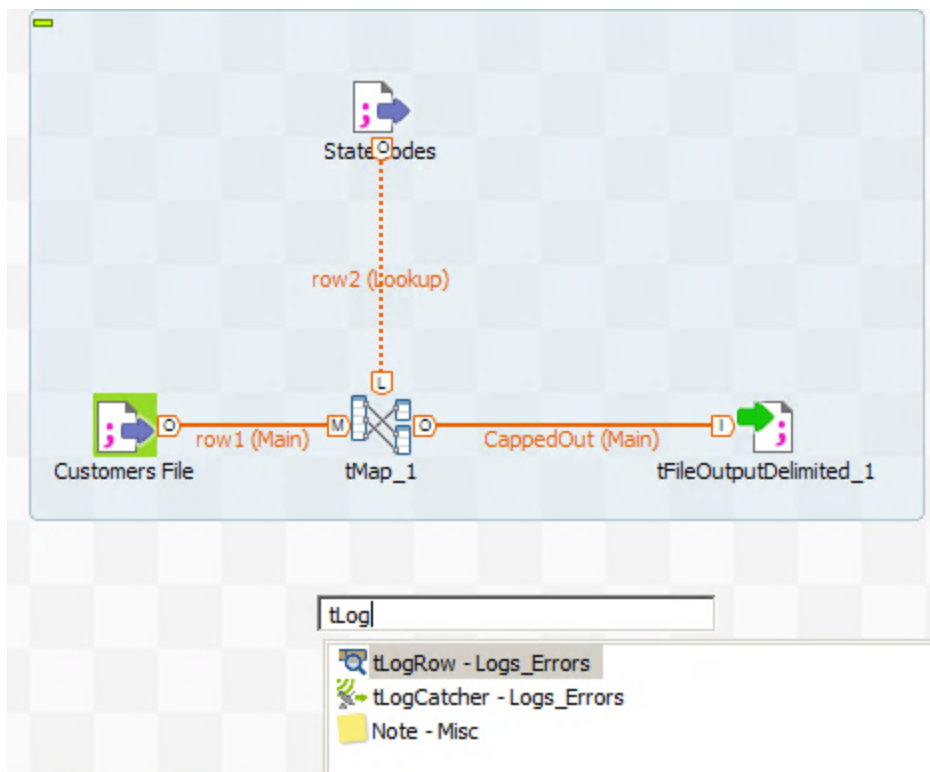 StateCodes
O
row2 (Lookup)
L
O
row1 (Main)
M
O
CappedOut (Main)
I
Customers File
tMap_1
tFileOutputDelimited_1
tLog
tLogRow - Logs_Errors
tLogCatcher - Logs_Errors
Note - Misc